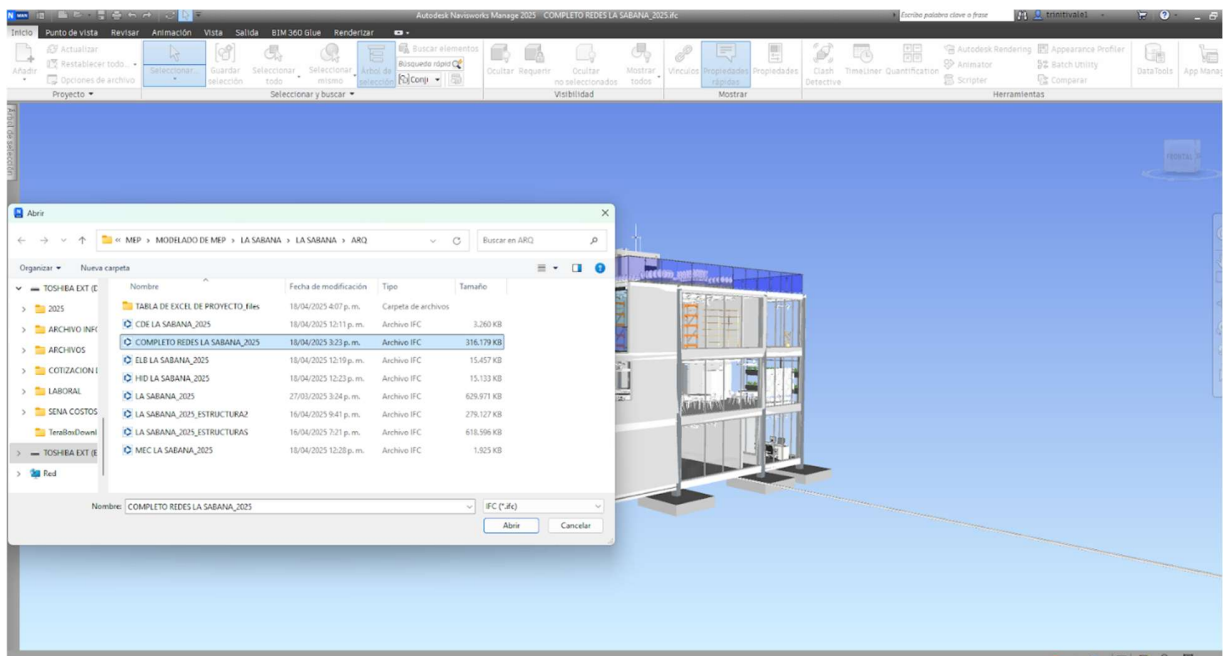 Autodesk Navisworks Manage 2025 COMPLETO REDES LA SABANA_2025.ifc
Escriba palabra clave o frase
trimtivale1
Inicio Punto de vista Revisar Animación Vista Salida BIM 360 Glue Renderizar
Añadir
Actualizar
Restablecer todo...
Opciones de archivo
Proyecto
Seleccionar
Guardar selección
Seleccionar todo
Seleccionar mismo
Árbol de selección
Buscar elementos
Búsqueda rápida
Conj
Seleccionar y buscar
Ocultar Requerir Ocultar no seleccionados Mostrar todos
Visibilidad
Vínculos Propiedades rápidas Propiedades
Mostrar
Clash Detective TimeLiner Quantification
Autodesk Rendering
Animator
Scripter
Appearance Profiler
Batch Utility
Comparar
Herramientas
DataTools App Manag
Árbol de selección
FRONTAL
Abrir
« MEP > MODELADO DE MEP > LA SABANA > LA SABANA > ARQ
Buscar en ARQ
Organizar Nueva carpeta
Nombre Fecha de modificación Tipo Tamaño
TOSHIBA EXT (E
2025
ARCHIVO INFO
ARCHIVOS
COTIZACION
LABORAL
SENA COSTOS
TeraBoxDownl
TOSHIBA EXT (E
Red
TABLA DE EXCEL DE PROYECTO_files 18/04/2025 4:07 p. m. Carpeta de archivos
CDE LA SABANA_2025 18/04/2025 12:11 p. m. Archivo IFC 3.260 KB
COMPLETO REDES LA SABANA_2025 18/04/2025 3:23 p. m. Archivo IFC 316.179 KB
ELB LA SABANA_2025 18/04/2025 12:19 p. m. Archivo IFC 15.457 KB
HID LA SABANA_2025 18/04/2025 12:23 p. m. Archivo IFC 15.133 KB
LA SABANA_2025 27/03/2025 3:24 p. m. Archivo IFC 629.971 KB
LA SABANA_2025_ESTRUCTURA2 16/04/2025 9:41 p. m. Archivo IFC 279.127 KB
LA SABANA_2025_ESTRUCTURAS 16/04/2025 7:21 p. m. Archivo IFC 618.596 KB
MEC LA SABANA_2025 18/04/2025 12:28 p. m. Archivo IFC 1.925 KB
Nombre: COMPLETO REDES LA SABANA_2025
IFC (*.ifc)
Abrir Cancelar